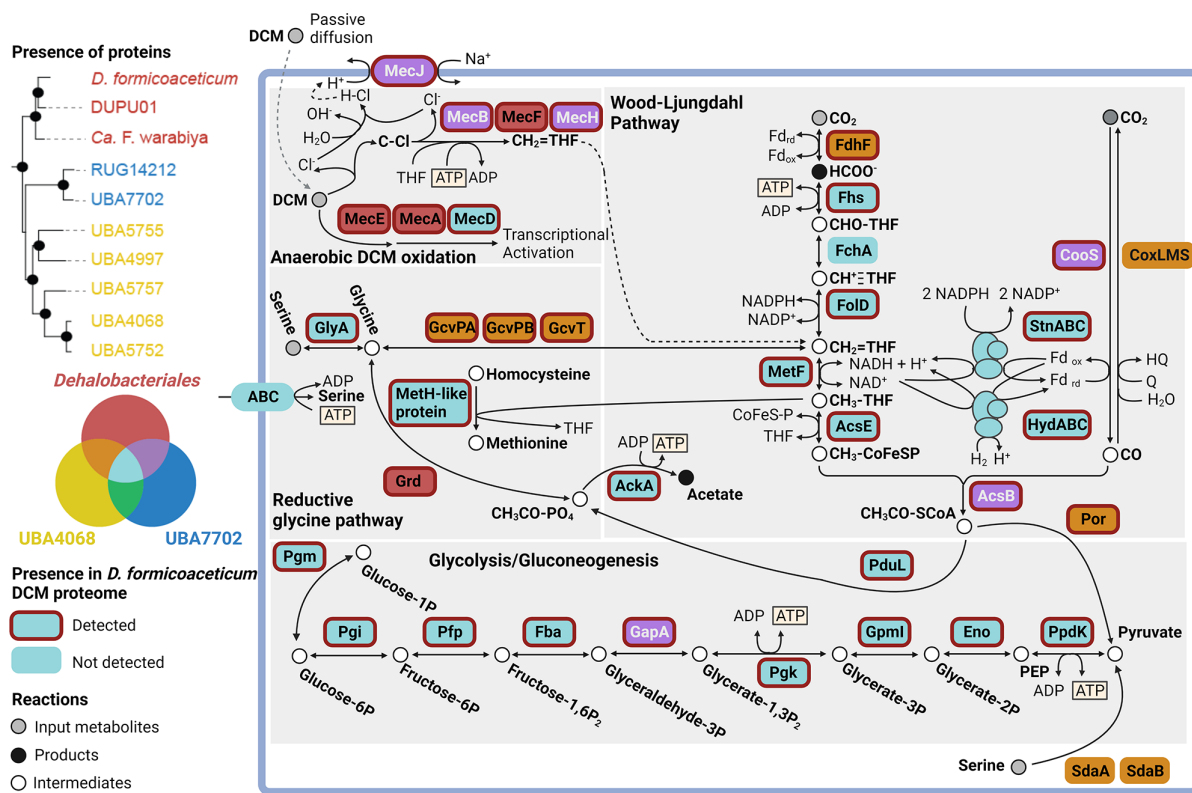 Presence of proteins
D. formicoaceticum
DUPU01
Ca. F. warabiya
RUG14212
UBA7702
UBA5755
UBA4997
UBA5757
UBA4068
UBA5752
Dehalobacteriales
UBA4068
UBA7702
Presence in D. formicoaceticum
DCM proteome
Detected
Not detected
Reactions
Input metabolites
Products
Intermediates
DCM
Passive
diffusion
MecJ
Na+
H+
H-Cl
Cl-
OH-
H2O
Cl-
C-Cl
MecB
MecF
MecH
CH2=THF
THF
ATP
ADP
DCM
MecE
MecA
MecD
Transcriptional
Activation
Anaerobic DCM oxidation
Wood-Ljungdahl
Pathway
CO2
Fdrd
Fdox
FdhF
HCOO-
ATP
ADP
Fhs
CHO-THF
FchA
CH+=THF
NADPH
NADP+
FolD
CH2=THF
MetF
NADH + H+
NAD+
CH3-THF
CoFeS-P
THF
AcsE
CH3-CoFeSP
CO2
CooS
CoxLMS
2 NADPH
2 NADP+
StnABC
Fd ox
Fd rd
HQ
Q
H2O
HydABC
H2
H+
CO
AcsB
CH3CO-SCoA
Por
Serine
GlyA
Glycine
GcvPA
GcvPB
GcvT
ABC
ADP
Serine
ATP
MetH-like
protein
Homocysteine
THF
Methionine
Grd
Reductive
glycine pathway
CH3CO-PO4
ADP
ATP
AckA
Acetate
PduL
Glycolysis/Gluconeogenesis
Pgm
Glucose-1P
Pgi
Pfp
Fba
GapA
ADP
ATP
Pgk
GpmI
Eno
PpdK
Pyruvate
Glucose-6P
Fructose-6P
Fructose-1,6P2
Glyceraldehyde-3P
Glycerate-1,3P2
Glycerate-3P
Glycerate-2P
PEP
ADP
ATP
Serine
SdaA
SdaB